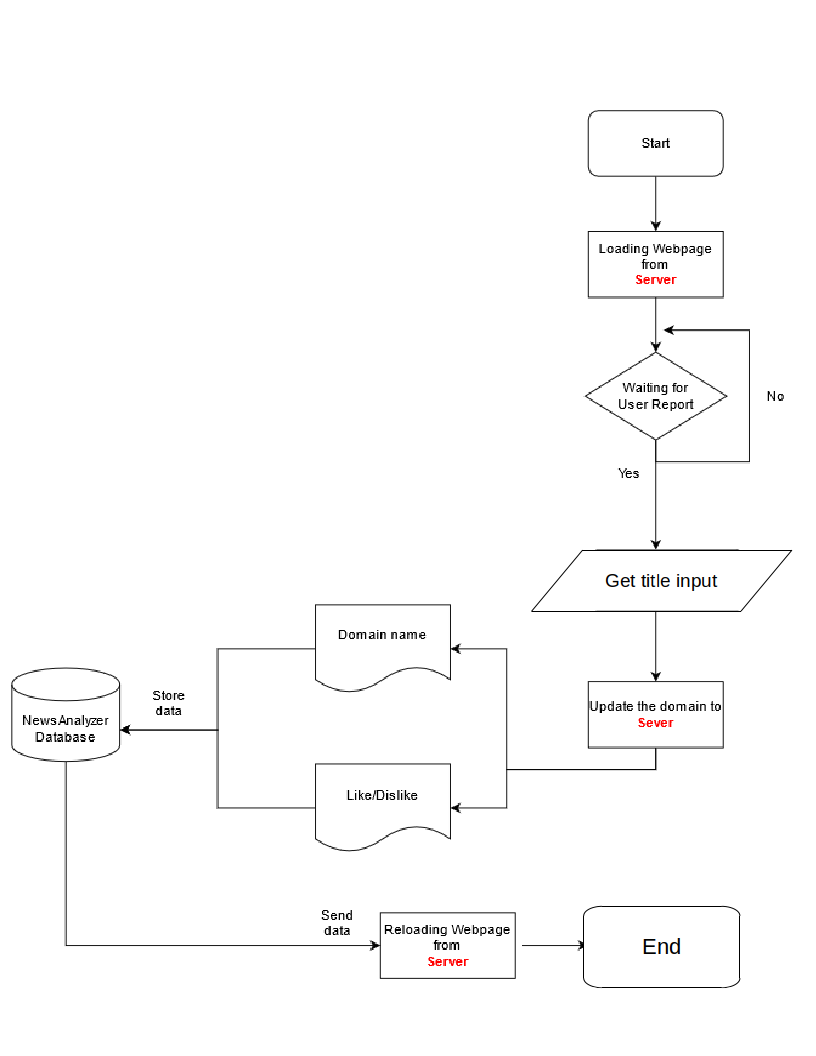 Start
Loading Webpage
from
Server
Waiting for
User Report
No
Yes
Get title input
Domain name
Store
data
NewsAnalyzer
Database
Update the domain to
Sever
Like/Dislike
Send
data
Reloading Webpage
from
Server
End